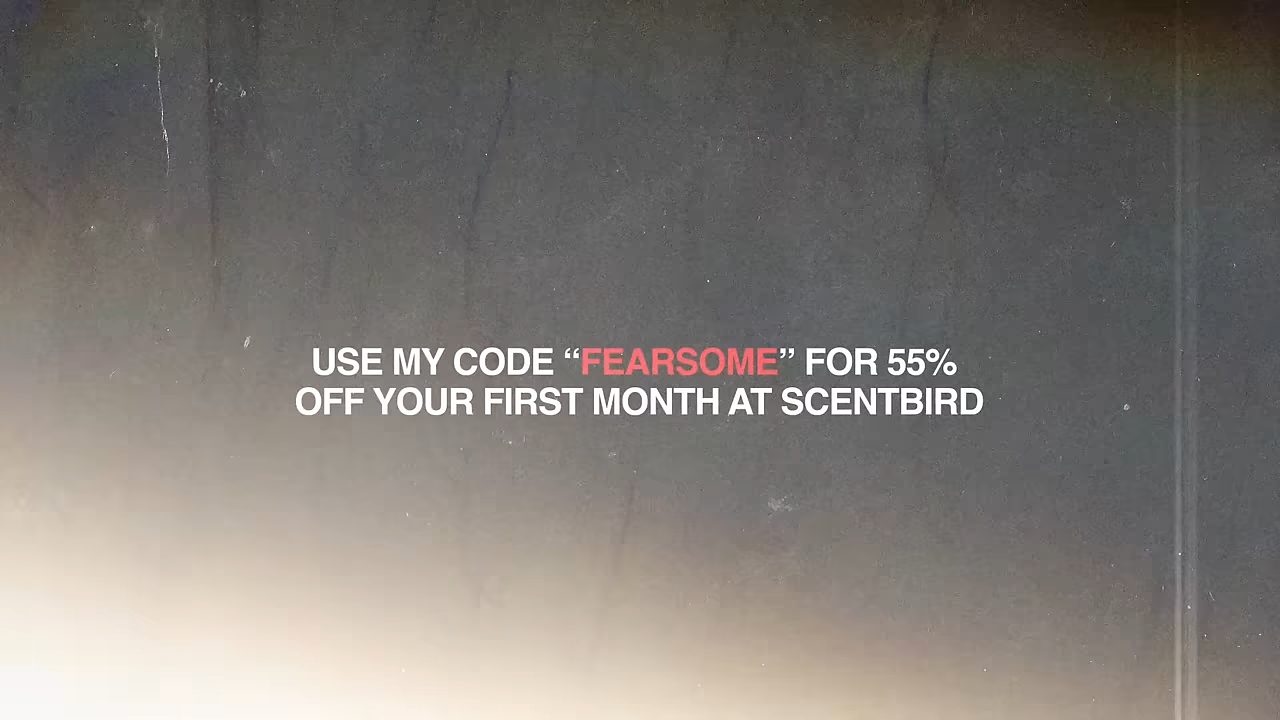 USE MY CODE “FEARSOME” FOR 55%
OFF YOUR FIRST MONTH AT SCENTBIRD